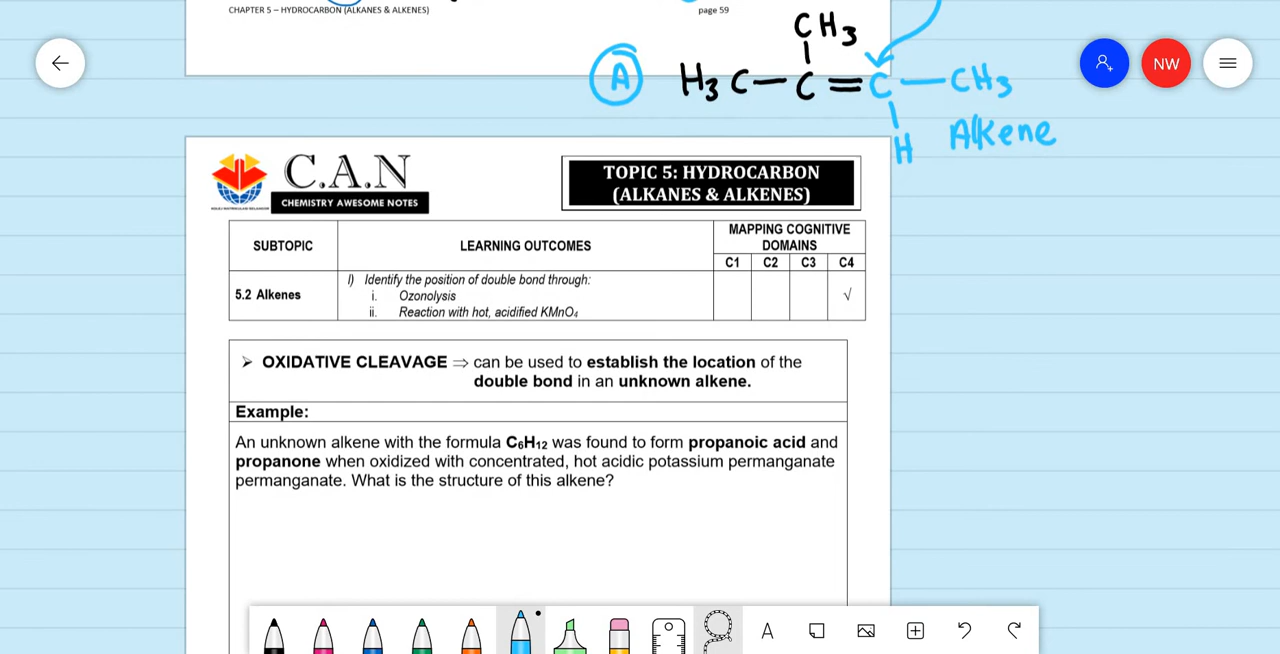 CHAPTER 5 – HYDROCARBON (ALKANES & ALKENES)
page 59
CH3
A H3C — C = C — CH3
H Alkene
NW
C.A.N
CHEMISTRY AWESOME NOTES
TOPIC 5: HYDROCARBON
(ALKANES & ALKENES)
SUBTOPIC
LEARNING OUTCOMES
MAPPING COGNITIVE
DOMAINS
C1 C2 C3 C4
5.2 Alkenes
l) Identify the position of double bond through:
i. Ozonolysis
ii. Reaction with hot, acidified KMnO₄
√
➢ OXIDATIVE CLEAVAGE ⇒ can be used to establish the location of the
double bond in an unknown alkene.
Example:
An unknown alkene with the formula C₆H₁₂ was found to form propanoic acid and
propanone when oxidized with concentrated, hot acidic potassium permanganate
permanganate. What is the structure of this alkene?
A